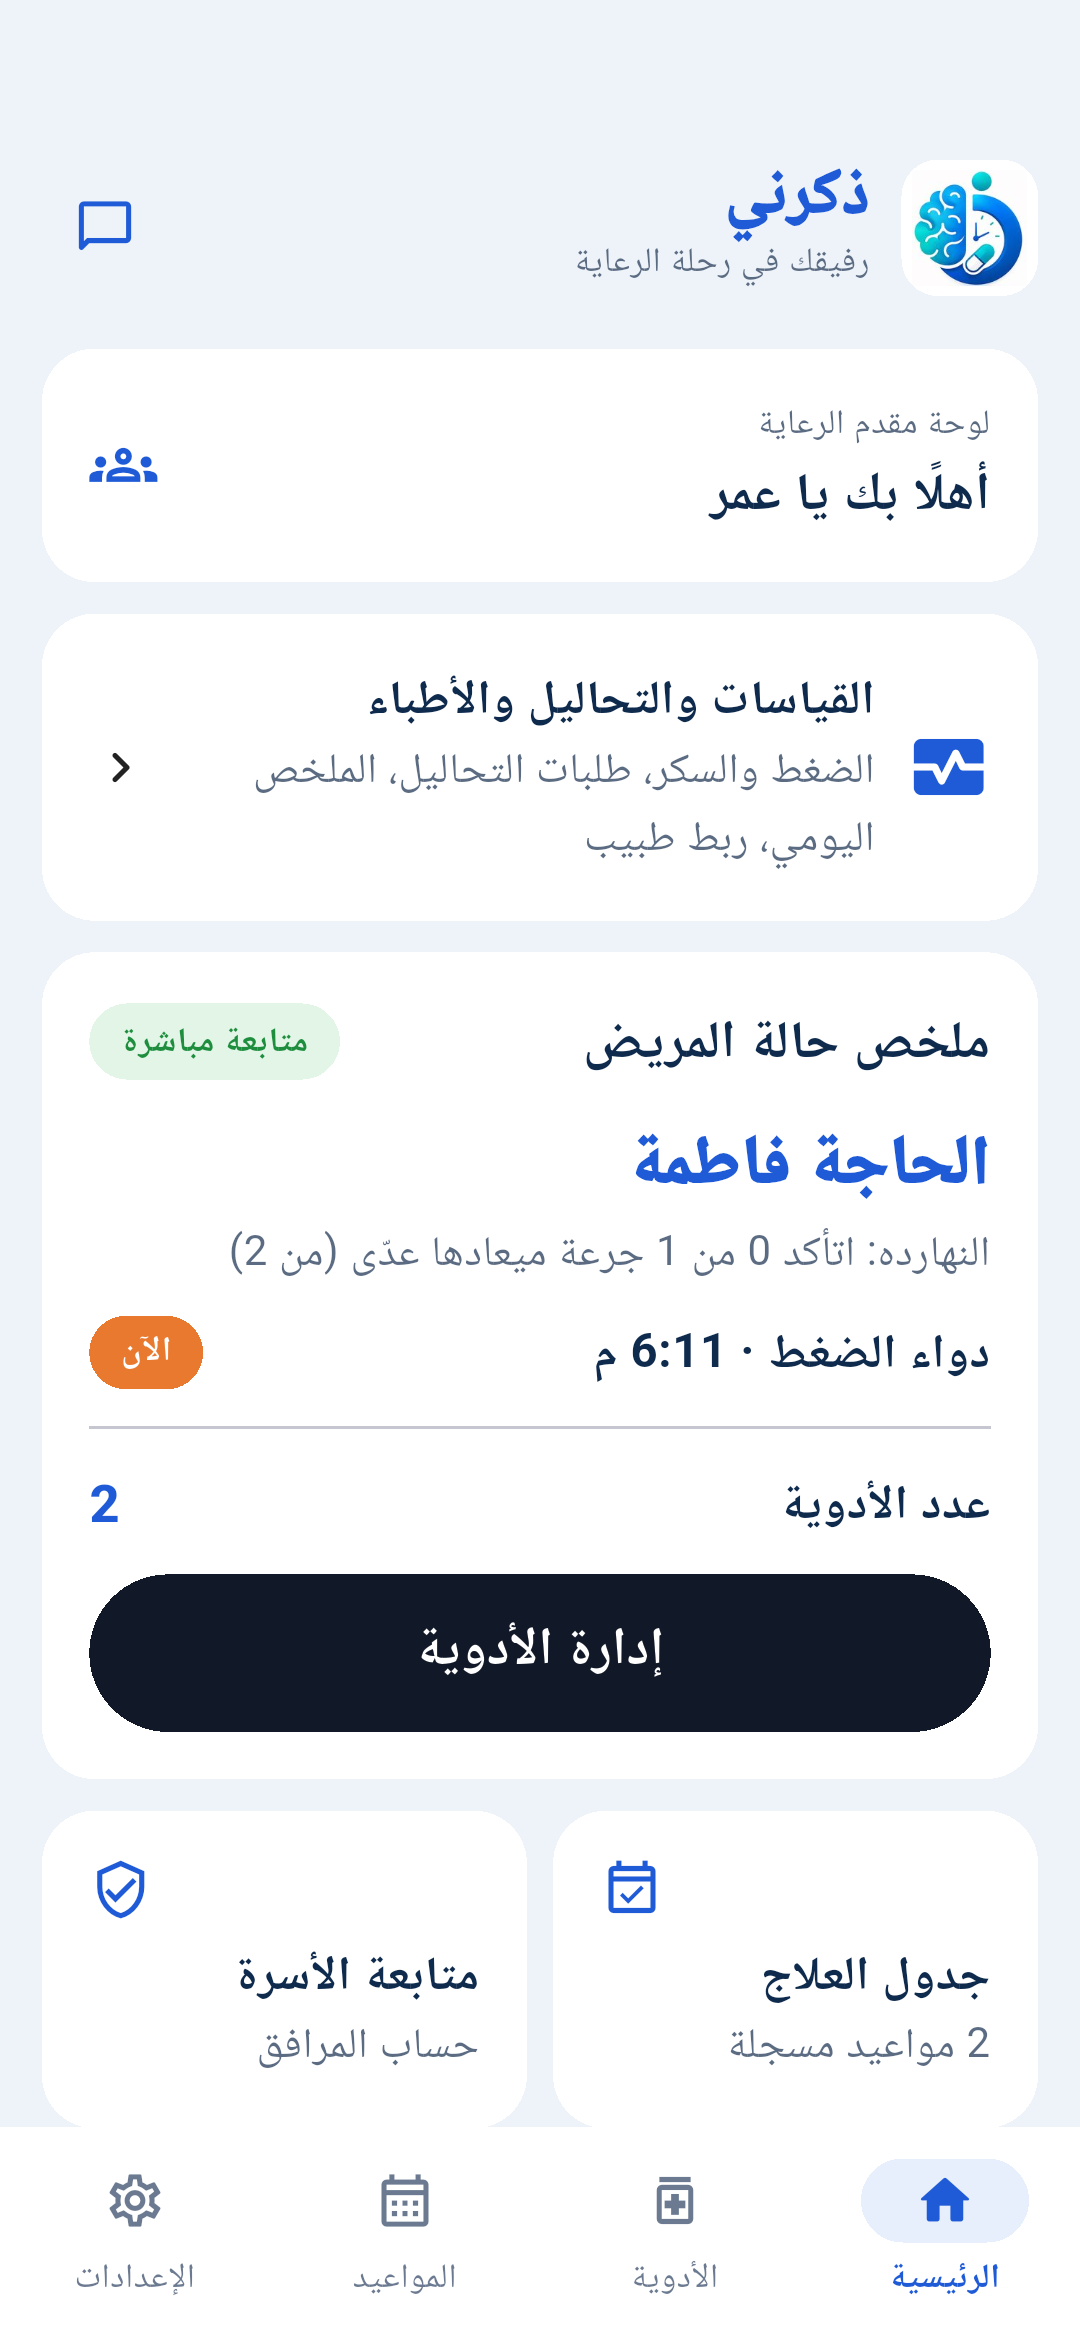 ذكرني
رفيقك في رحلة الرعاية
لوحة مقدم الرعاية
أهلًا بك يا عمر
القياسات والتحاليل والأطباء
الضغط والسكر، طلبات التحاليل، الملخص
اليومي، ربط طبيب
ملخص حالة المريض
متابعة مباشرة
الحاجة فاطمة
النهارده: اتأكد 0 من 1 جرعة ميعادها عدّى (من 2)
دواء الضغط · 6:11 م
الآن
عدد الأدوية
2
إدارة الأدوية
جدول العلاج
2 مواعيد مسجلة
متابعة الأسرة
حساب المرافق
الرئيسية
الأدوية
المواعيد
الإعدادات